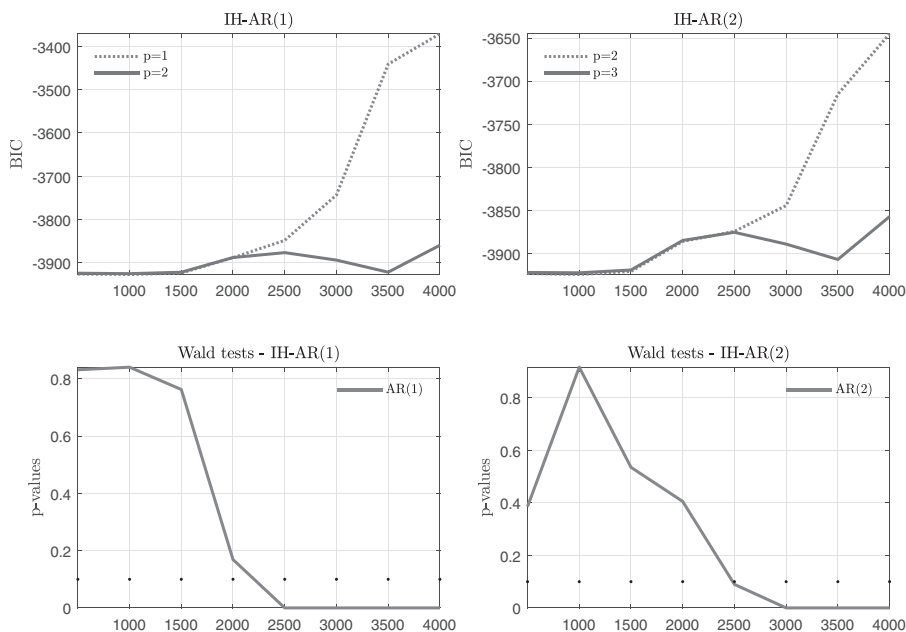 IH-AR(1)
-3400
-3500
-3600
-3700
-3800
-3900
BIC
p=1
p=2
1000 1500 2000 2500 3000 3500 4000
IH-AR(2)
-3650
-3700
-3750
-3800
-3850
-3900
BIC
p=2
p=3
1000 1500 2000 2500 3000 3500 4000
Wald tests - IH-AR(1)
0.8
0.6
0.4
0.2
0
p-values
AR(1)
1000 1500 2000 2500 3000 3500 4000
Wald tests - IH-AR(2)
0.8
0.6
0.4
0.2
0
p-values
AR(2)
1000 1500 2000 2500 3000 3500 4000